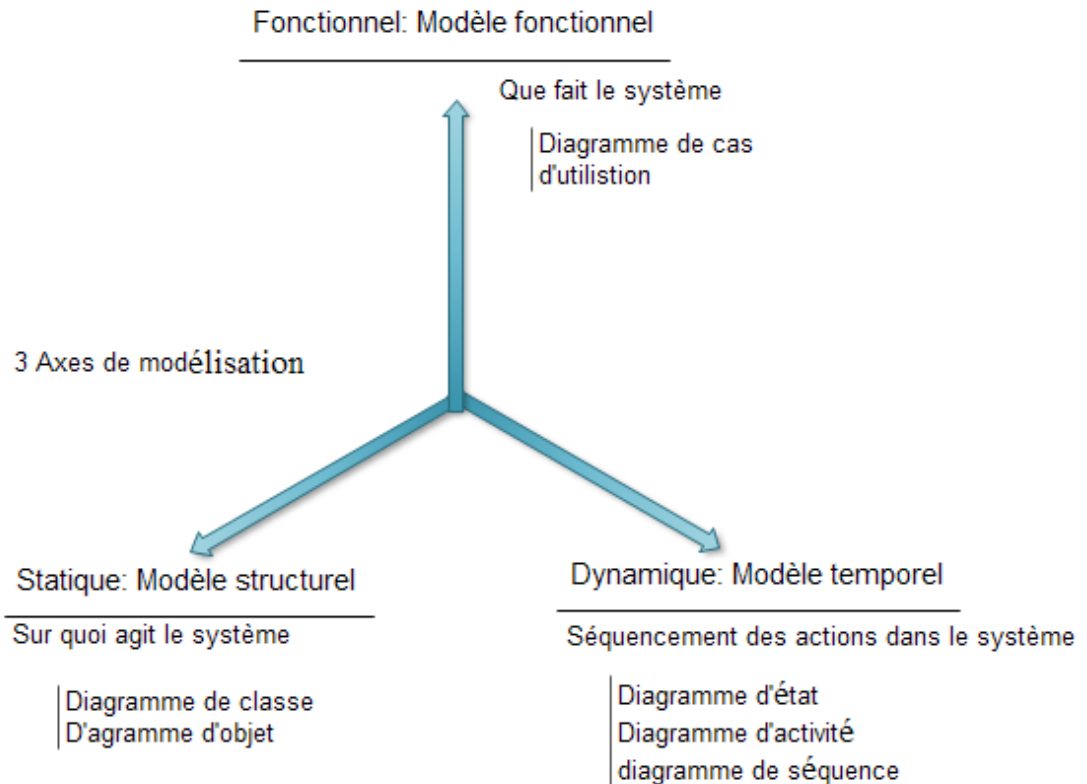 Fonctionnel: Modèle fonctionnel
Que fait le système
Diagramme de cas
d'utilistion
3 Axes de modélisation
Statique: Modèle structurel
Sur quoi agit le système
Diagramme de classe
D'agramme d'objet
Dynamique: Modèle temporel
Séquencement des actions dans le système
Diagramme d'état
Diagramme d'activité
diagramme de séquence